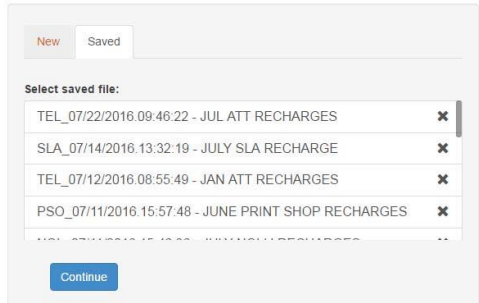 New Saved
Select saved file:
TEL_07/22/2016.09:46:22 - JUL ATT RECHARGES
SLA_07/14/2016.13:32:19 - JULY SLA RECHARGE
TEL_07/12/2016.08:55:49 - JAN ATT RECHARGES
PSO_07/11/2016.15:57:48 - JUNE PRINT SHOP RECHARGES
Continue